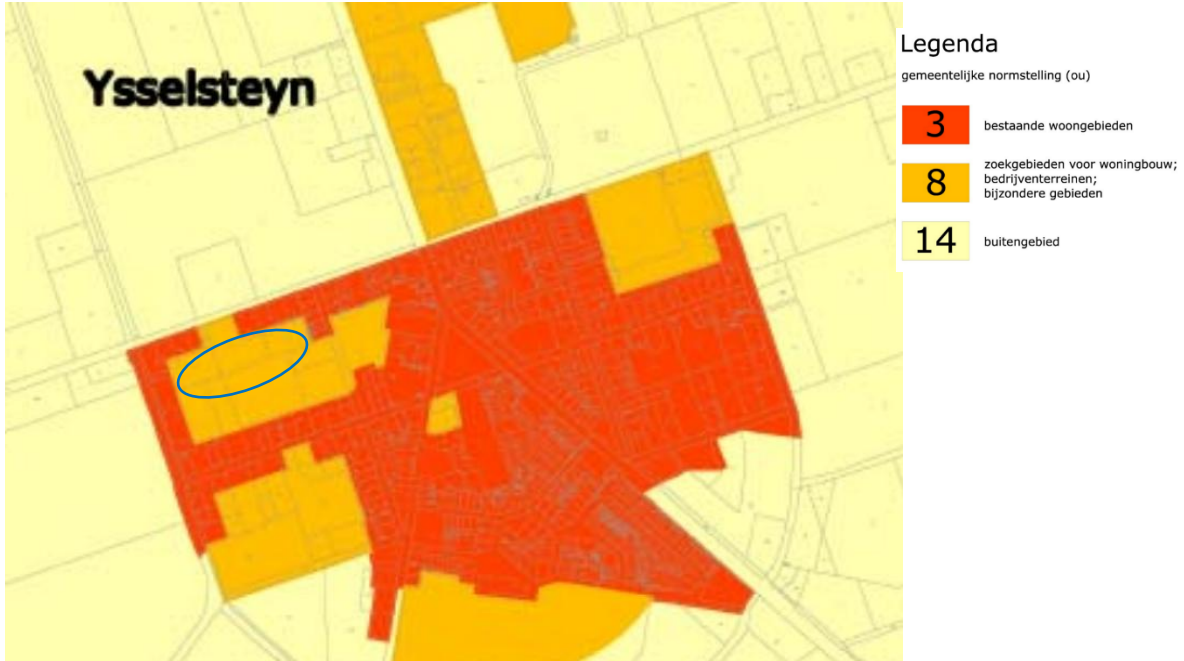 Ysselsteyn
Legenda
gemeentelijke normstelling (ou)
3
bestaande woongebieden
8
zoekgebieden voor woningbouw;
bedrijventerreinen;
bijzondere gebieden
14
buitengebied